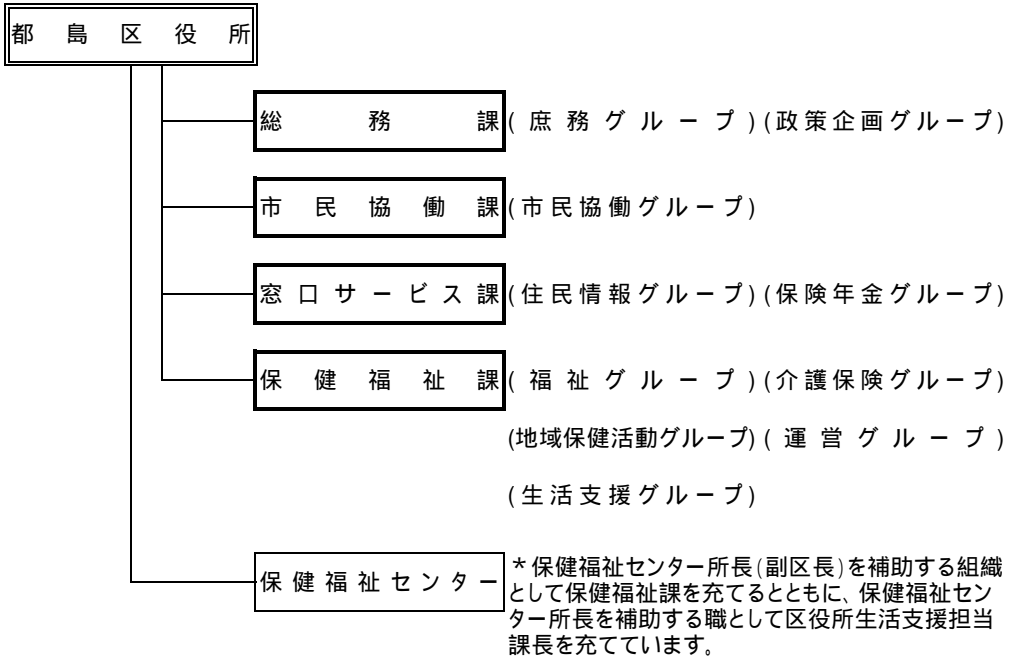 都島区役所
総務課(庶務グループ)(政策企画グループ)
市民協働課(市民協働グループ)
窓口サービス課(住民情報グループ)(保険年金グループ)
保健福祉課(福祉グループ)(介護保険グループ)
(地域保健活動グループ)(運営グループ)
(生活支援グループ)
保健福祉センター
*保健福祉センター所長(副区長)を補助する組織
として保健福祉課を充てるとともに、保健福祉セン
ター所長を補助する職として区役所生活支援担当
課長を充てています。